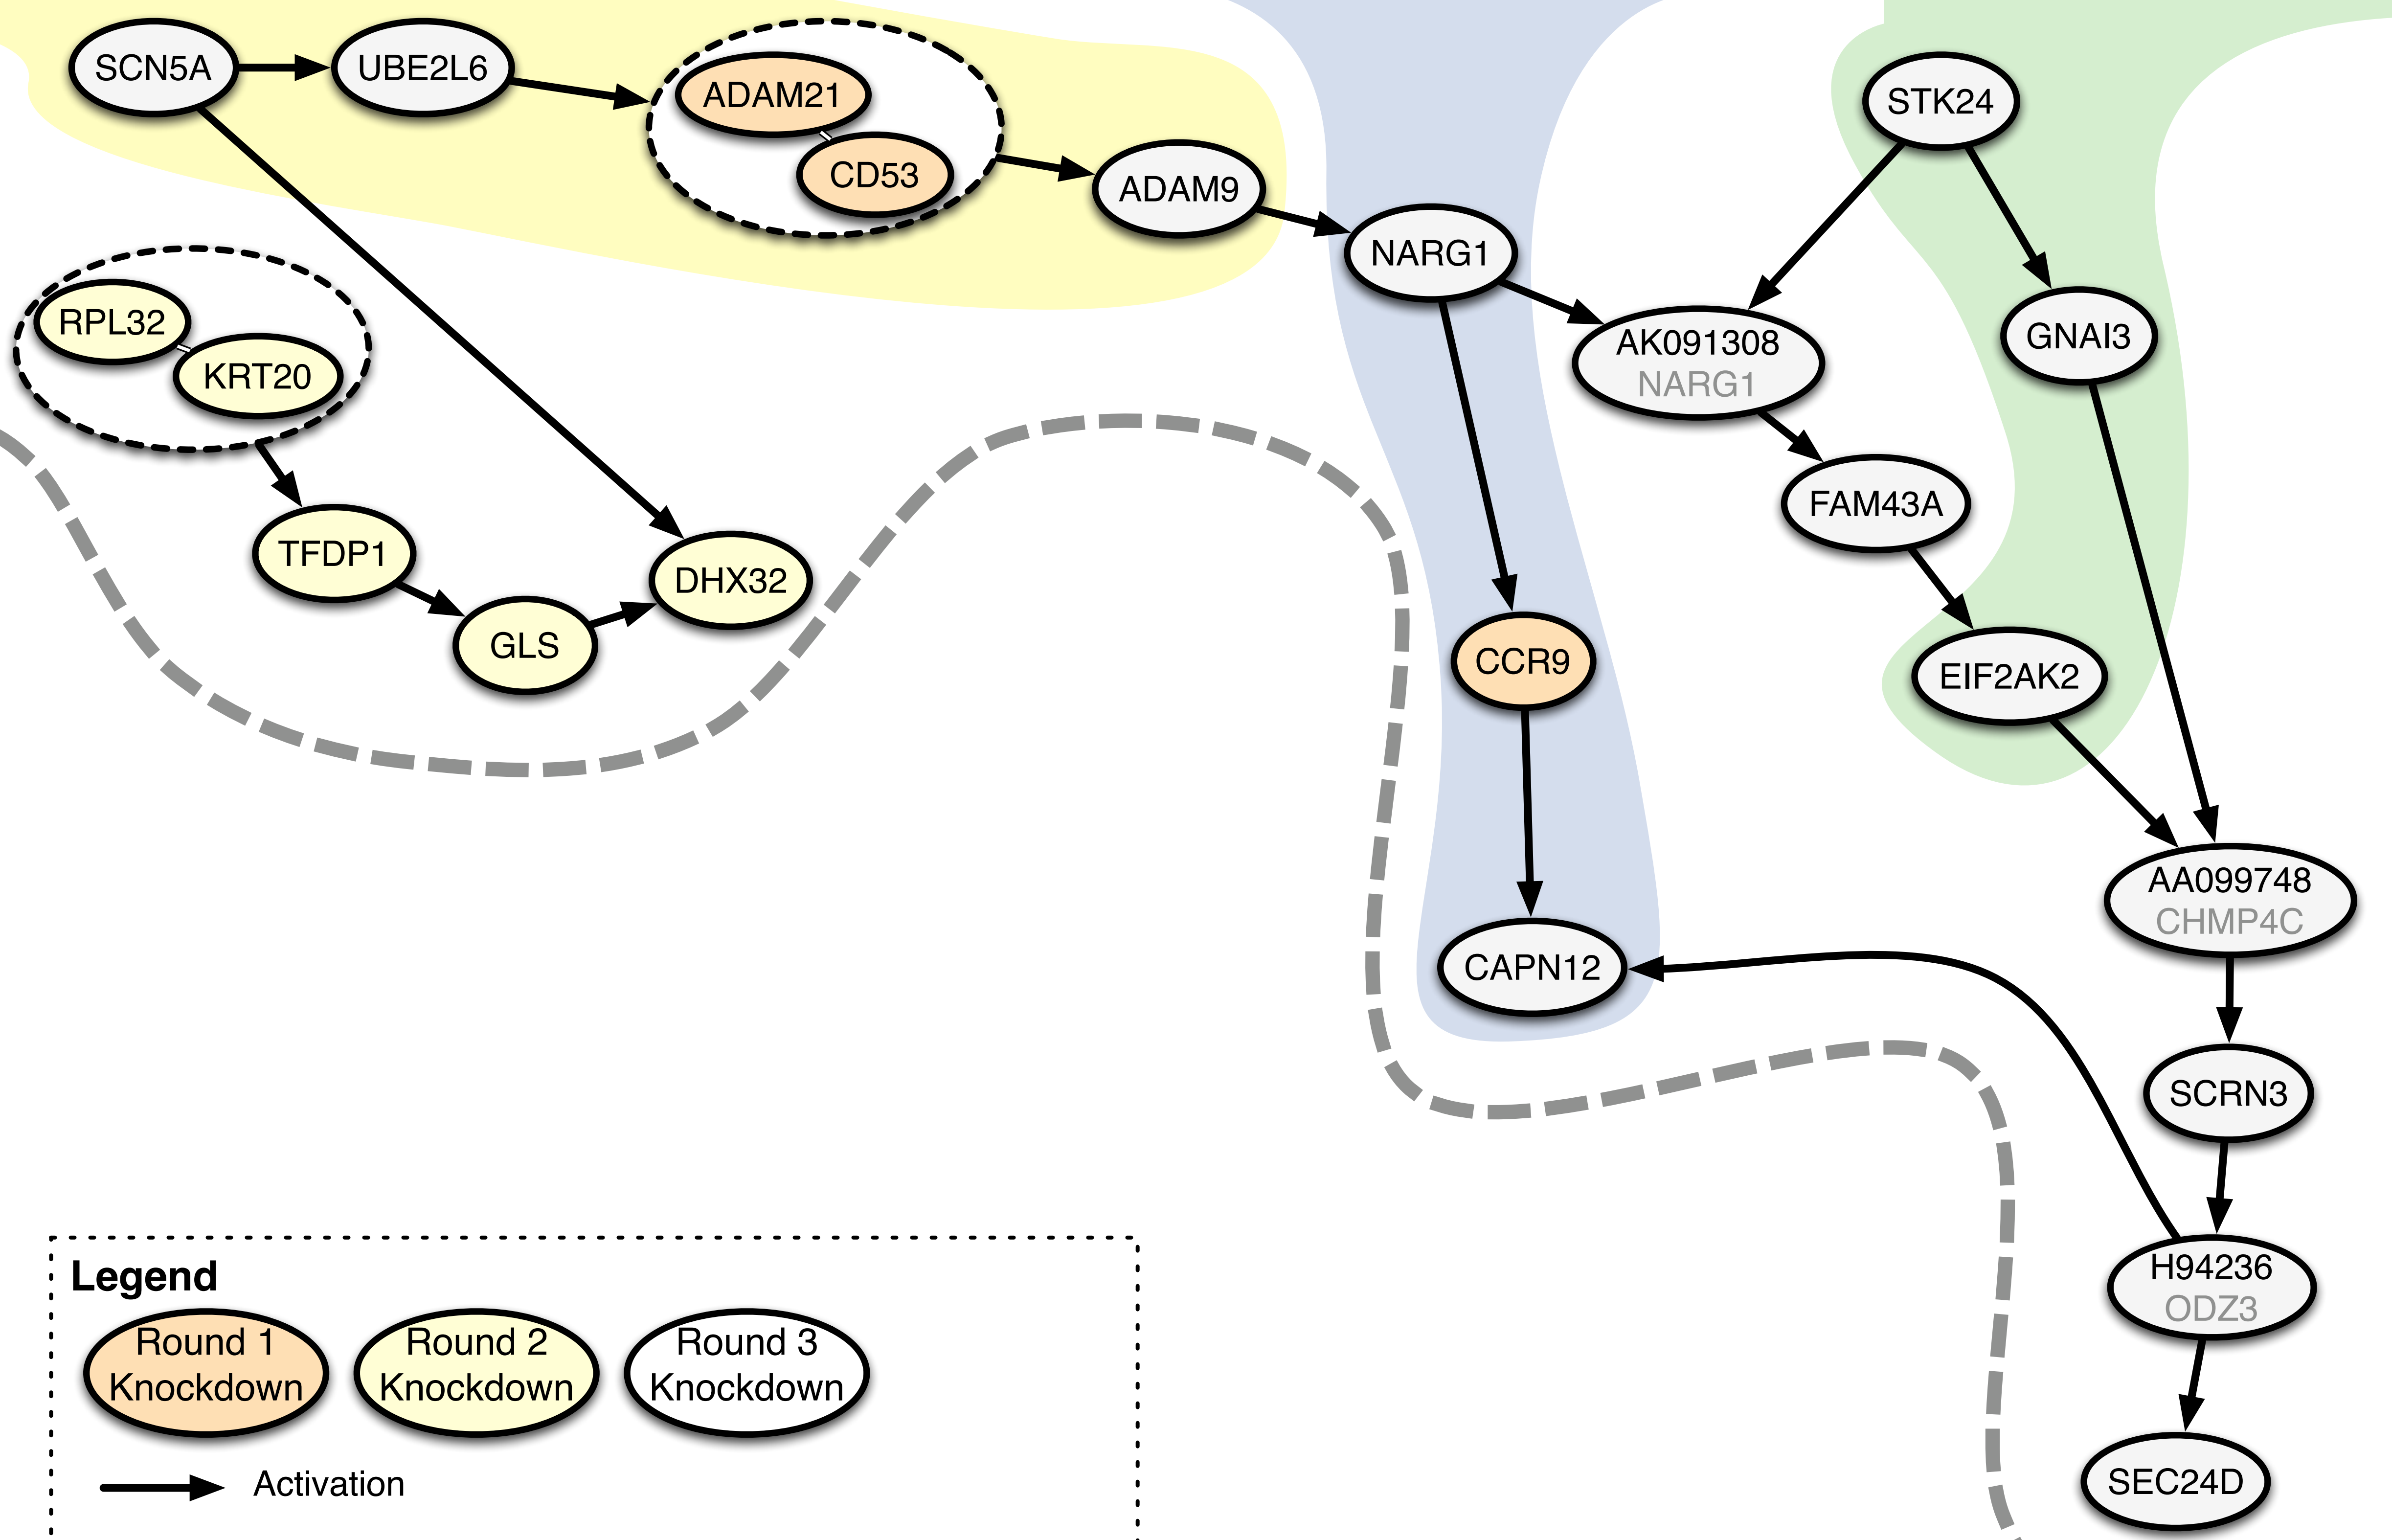 SCN5A
UBE2L6
ADAM21
CD53
ADAM9
NARG1
STK24
AK091308
NARG1
GNAI3
RPL32
KRT20
FAM43A
TFDP1
GLS
DHX32
CCR9
EIF2AK2
AA099748
CHMP4C
CAPN12
SCRN3
H94236
ODZ3
SEC24D
Legend
Round 1
Knockdown
Round 2
Knockdown
Round 3
Knockdown
Activation